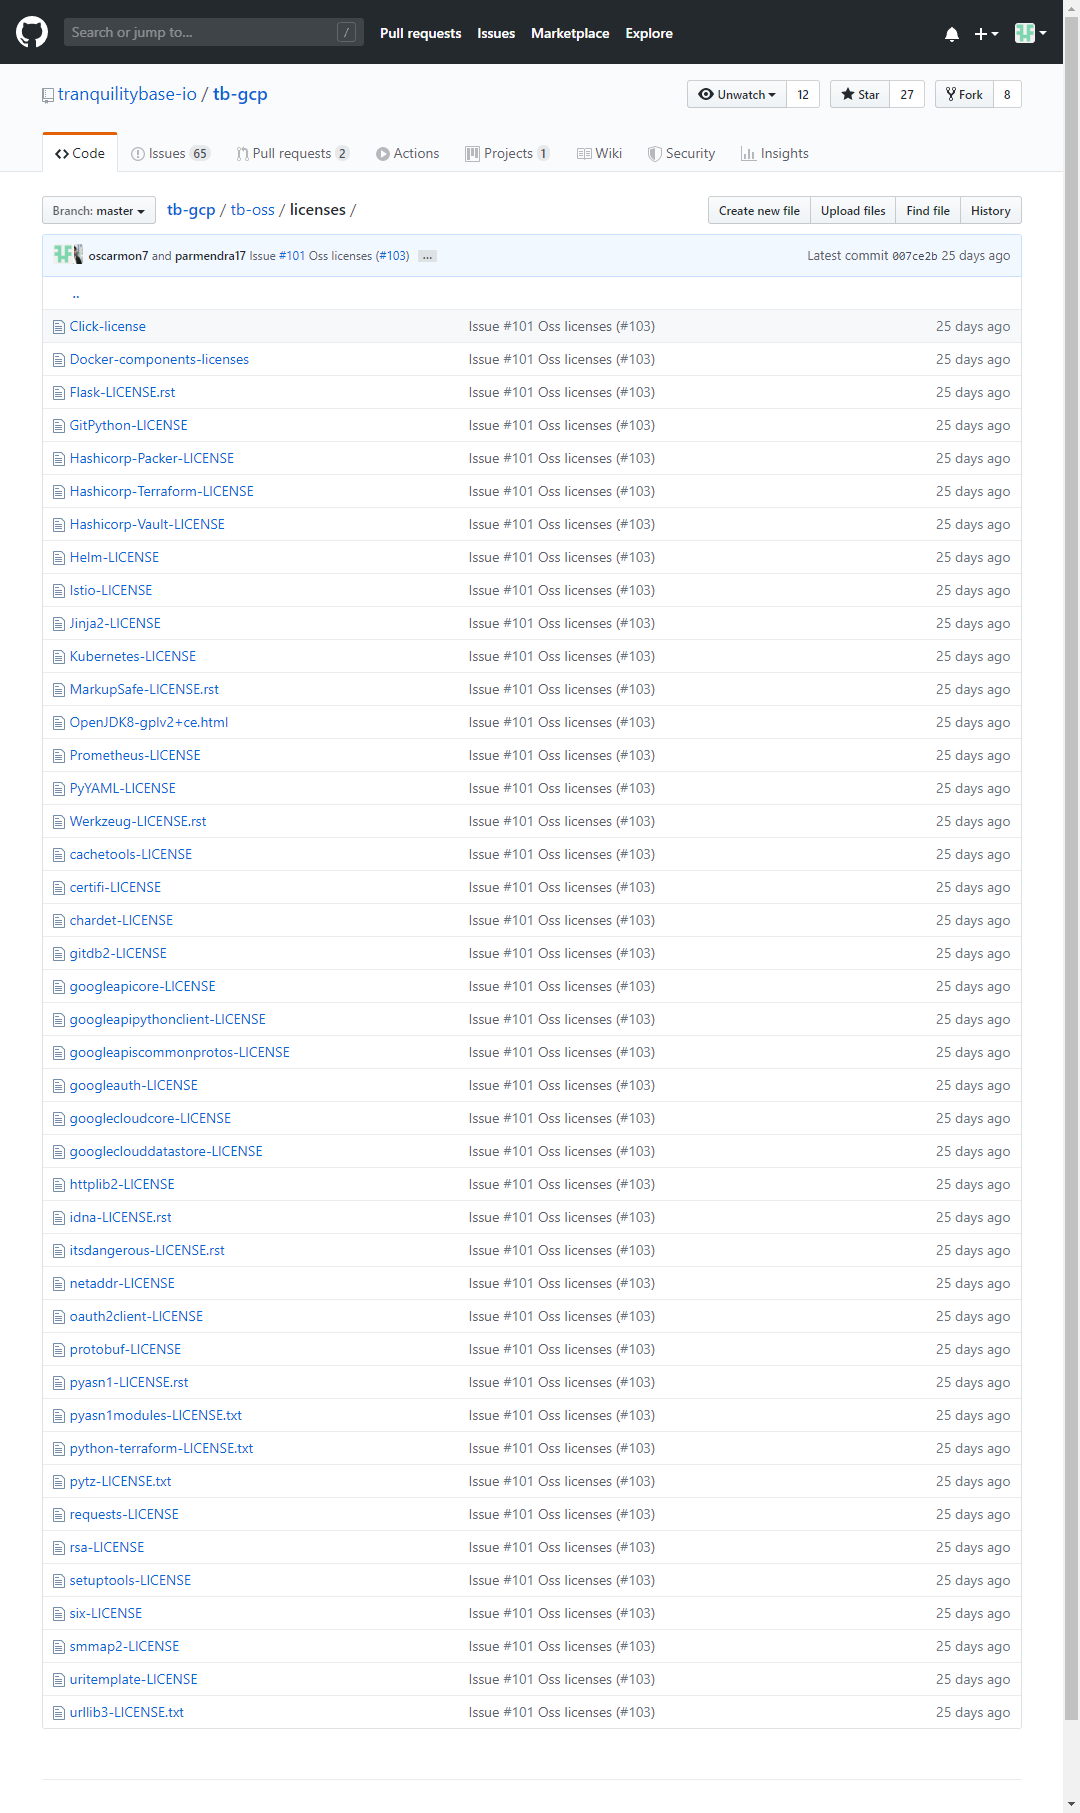 Search or jump to... / Pull requests Issues Marketplace Explore
tranquilitybase-io / tb-gcp Unwatch 12 Star 27 Fork 8
Code Issues 65 Pull requests 2 Actions Projects 1 Wiki Security Insights
Branch: master tb-gcp / tb-oss / licenses / Create new file Upload files Find file History
oscarmon7 and parmendra17 Issue #101 Oss licenses (#103) ... Latest commit 007ce2b 25 days ago
..
Click-license Issue #101 Oss licenses (#103) 25 days ago
Docker-components-licenses Issue #101 Oss licenses (#103) 25 days ago
Flask-LICENSE.rst Issue #101 Oss licenses (#103) 25 days ago
GitPython-LICENSE Issue #101 Oss licenses (#103) 25 days ago
Hashicorp-Packer-LICENSE Issue #101 Oss licenses (#103) 25 days ago
Hashicorp-Terraform-LICENSE Issue #101 Oss licenses (#103) 25 days ago
Hashicorp-Vault-LICENSE Issue #101 Oss licenses (#103) 25 days ago
Helm-LICENSE Issue #101 Oss licenses (#103) 25 days ago
Istio-LICENSE Issue #101 Oss licenses (#103) 25 days ago
Jinja2-LICENSE Issue #101 Oss licenses (#103) 25 days ago
Kubernetes-LICENSE Issue #101 Oss licenses (#103) 25 days ago
MarkupSafe-LICENSE.rst Issue #101 Oss licenses (#103) 25 days ago
OpenJDK8-gplv2+ce.html Issue #101 Oss licenses (#103) 25 days ago
Prometheus-LICENSE Issue #101 Oss licenses (#103) 25 days ago
PyYAML-LICENSE Issue #101 Oss licenses (#103) 25 days ago
Werkzeug-LICENSE.rst Issue #101 Oss licenses (#103) 25 days ago
cachetools-LICENSE Issue #101 Oss licenses (#103) 25 days ago
certifi-LICENSE Issue #101 Oss licenses (#103) 25 days ago
chardet-LICENSE Issue #101 Oss licenses (#103) 25 days ago
gitdb2-LICENSE Issue #101 Oss licenses (#103) 25 days ago
googleapicore-LICENSE Issue #101 Oss licenses (#103) 25 days ago
googleapipythonclient-LICENSE Issue #101 Oss licenses (#103) 25 days ago
googleapiscommonprotos-LICENSE Issue #101 Oss licenses (#103) 25 days ago
googleauth-LICENSE Issue #101 Oss licenses (#103) 25 days ago
googlecloudcore-LICENSE Issue #101 Oss licenses (#103) 25 days ago
googleclouddatastore-LICENSE Issue #101 Oss licenses (#103) 25 days ago
httplib2-LICENSE Issue #101 Oss licenses (#103) 25 days ago
idna-LICENSE.rst Issue #101 Oss licenses (#103) 25 days ago
itsdangerous-LICENSE.rst Issue #101 Oss licenses (#103) 25 days ago
netaddr-LICENSE Issue #101 Oss licenses (#103) 25 days ago
oauth2client-LICENSE Issue #101 Oss licenses (#103) 25 days ago
protobuf-LICENSE Issue #101 Oss licenses (#103) 25 days ago
pyasn1-LICENSE.rst Issue #101 Oss licenses (#103) 25 days ago
pyasn1modules-LICENSE.txt Issue #101 Oss licenses (#103) 25 days ago
python-terraform-LICENSE.txt Issue #101 Oss licenses (#103) 25 days ago
pytz-LICENSE.txt Issue #101 Oss licenses (#103) 25 days ago
requests-LICENSE Issue #101 Oss licenses (#103) 25 days ago
rsa-LICENSE Issue #101 Oss licenses (#103) 25 days ago
setuptools-LICENSE Issue #101 Oss licenses (#103) 25 days ago
six-LICENSE Issue #101 Oss licenses (#103) 25 days ago
smmap2-LICENSE Issue #101 Oss licenses (#103) 25 days ago
uritemplate-LICENSE Issue #101 Oss licenses (#103) 25 days ago
urllib3-LICENSE.txt Issue #101 Oss licenses (#103) 25 days ago